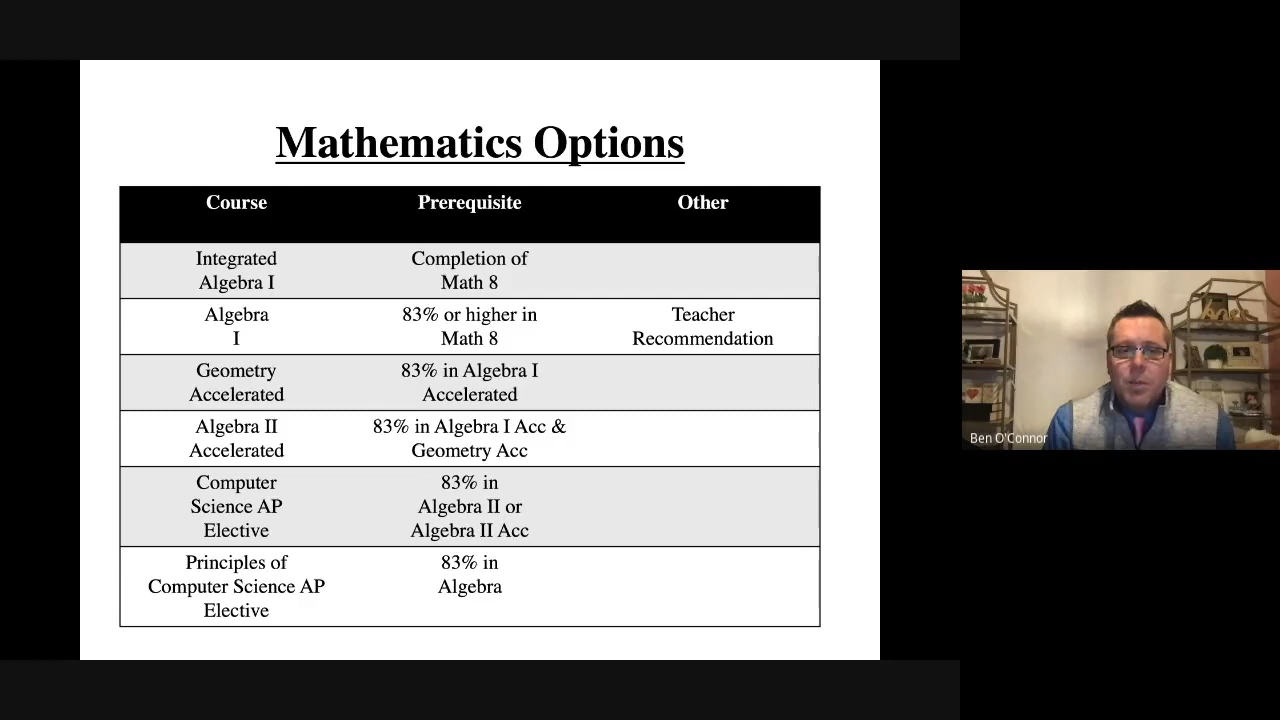 Mathematics Options
Course Prerequisite Other
Integrated Completion of
Algebra I Math 8
Algebra 83% or higher in Teacher
I Math 8 Recommendation
Geometry 83% in Algebra I
Accelerated Accelerated
Algebra II 83% in Algebra I Acc &
Accelerated Geometry Acc
Computer 83% in
Science AP Algebra II or
Elective Algebra II Acc
Principles of 83% in
Computer Science AP Algebra
Elective
Ben O'Connor